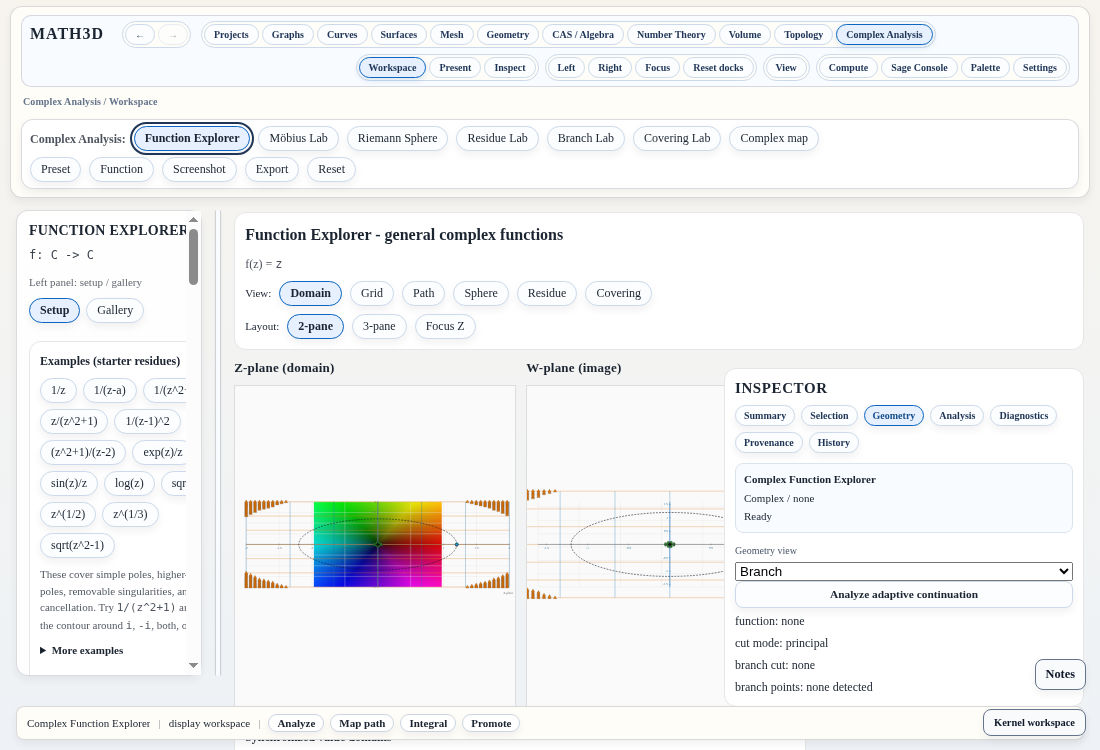 MATH3D ← → Projects Graphs Curves Surfaces Mesh Geometry CAS / Algebra Number Theory Volume Topology Complex Analysis
Workspace Present Inspect Left Right Focus Reset docks View Compute Sage Console Palette Settings
Complex Analysis / Workspace
Complex Analysis: Function Explorer Möbius Lab Riemann Sphere Residue Lab Branch Lab Covering Lab Complex map
Preset Function Screenshot Export Reset
FUNCTION EXPLORER
f: C -> C
Left panel: setup / gallery
Setup Gallery
Examples (starter residues)
1/z 1/(z-a) 1/(z^2
z/(z^2+1) 1/(z-1)^2
(z^2+1)/(z-2) exp(z)/z
sin(z)/z log(z) sqr
z^(1/2) z^(1/3)
sqrt(z^2-1)
These cover simple poles, higher-
poles, removable singularities, an
cancellation. Try 1/(z^2+1)
the contour around i, -i, both,
More examples
Function Explorer - general complex functions
f(z) = z
View: Domain Grid Path Sphere Residue Covering
Layout: 2-pane 3-pane Focus Z
Z-plane (domain)
W-plane (image)
INSPECTOR
Summary Selection Geometry Analysis Diagnostics
Provenance History
Complex Function Explorer
Complex / none
Ready
Geometry view
Branch
Analyze adaptive continuation
function: none
cut mode: principal
branch cut: none
branch points: none detected
Notes
Complex Function Explorer | display workspace | Analyze Map path Integral Promote
Kernel workspace